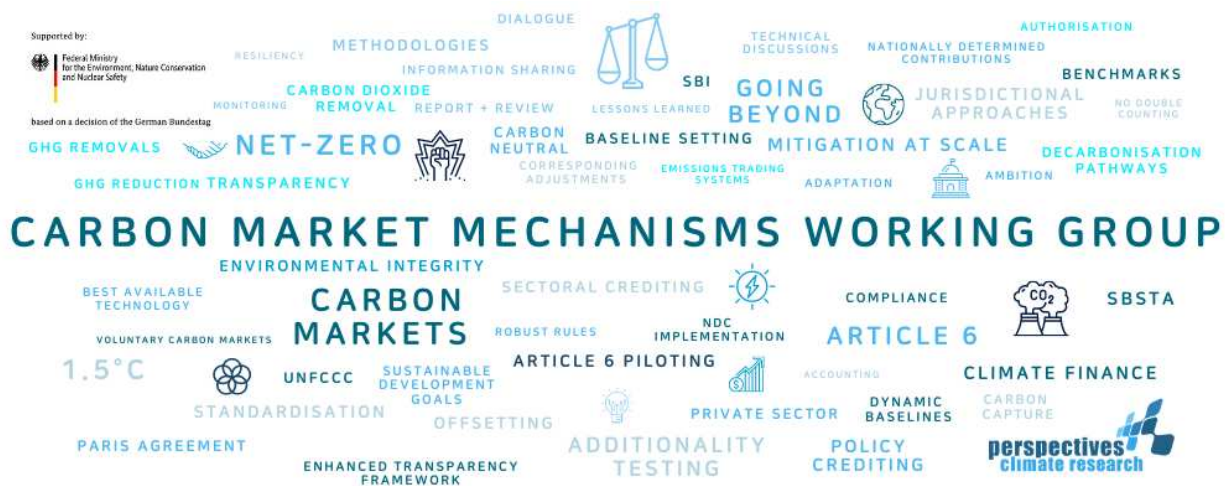 Supported by:
Federal Ministry
for the Environment, Nature Conservation
and Nuclear Safety
based on a decision of the German Bundestag
DIALOGUE
RESILIENCY
METHODOLOGIES
INFORMATION SHARING
TECHNICAL
DISCUSSIONS
AUTHORISATION
NATIONALLY DETERMINED
CONTRIBUTIONS
SBI
BENCHMARKS
MONITORING
CARBON DIOXIDE
REMOVAL
REPORT + REVIEW
LESSONS LEARNED
GOING
BEYOND
JURISDICTIONAL
APPROACHES
NO DOUBLE
COUNTING
GHG REMOVALS
NET-ZERO
CARBON
NEUTRAL
BASELINE SETTING
MITIGATION AT SCALE
DECARBONISATION
PATHWAYS
GHG REDUCTION
TRANSPARENCY
CORRESPONDING
ADJUSTMENTS
EMISSIONS TRADING
SYSTEMS
ADAPTATION
AMBITION
CARBON MARKET MECHANISMS WORKING GROUP
ENVIRONMENTAL INTEGRITY
BEST AVAILABLE
TECHNOLOGY
CARBON
MARKETS
SECTORAL CREDITING
COMPLIANCE
CO2
SBSTA
VOLUNTARY CARBON MARKETS
ROBUST RULES
NDC
IMPLEMENTATION
ARTICLE 6
1.5°C
UNFCCC
SUSTAINABLE
DEVELOPMENT
GOALS
ARTICLE 6 PILOTING
$
ACCOUNTING
CLIMATE FINANCE
STANDARDISATION
OFFSETTING
PRIVATE SECTOR
DYNAMIC
BASELINES
CARBON
CAPTURE
PARIS AGREEMENT
ENHANCED TRANSPARENCY
FRAMEWORK
ADDITIONALITY
TESTING
POLICY
CREDITING
perspectives
climate research